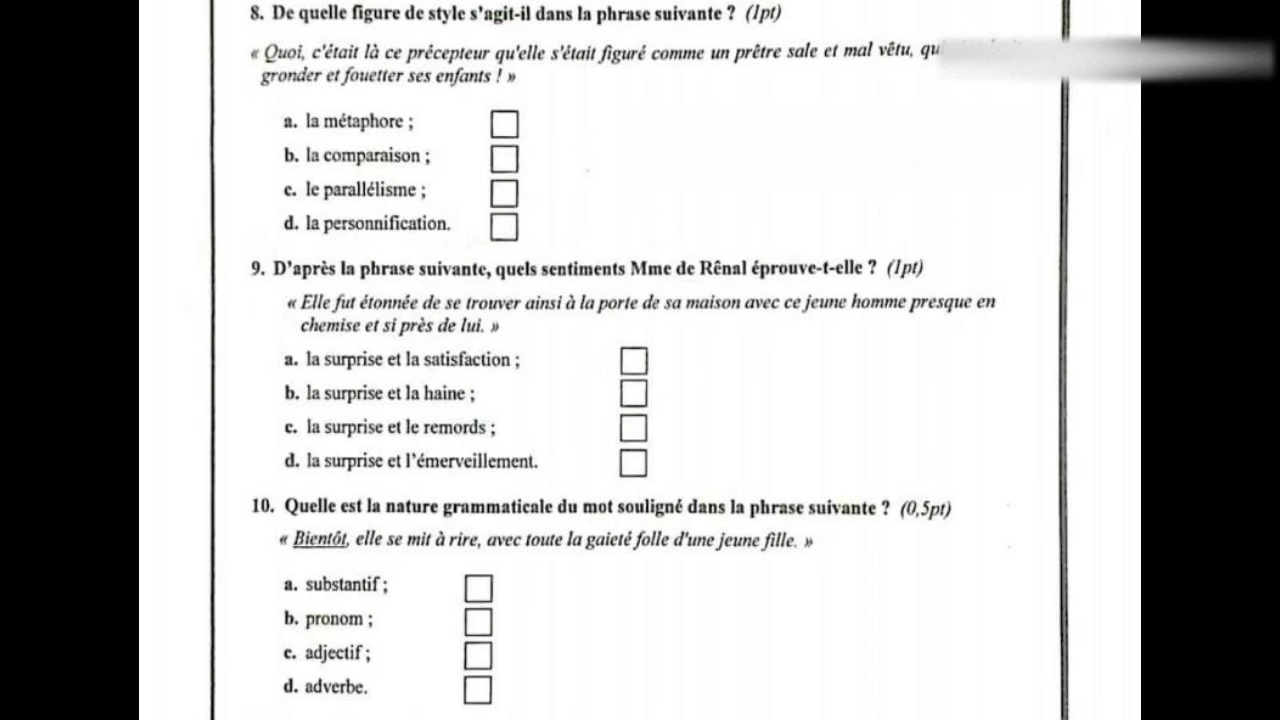 8. De quelle figure de style s'agit-il dans la phrase suivante ? (1pt)
« Quoi, c'était là ce précepteur qu'elle s'était figuré comme un prêtre sale et mal vêtu,
gronder et fouetter ses enfants ! »
a. la métaphore ;
b. la comparaison ;
c. le parallélisme ;
d. la personnification.
9. D'après la phrase suivante, quels sentiments Mme de Rênal éprouve-t-elle ? (1pt)
« Elle fut étonnée de se trouver ainsi à la porte de sa maison avec ce jeune homme presque en
chemise et si près de lui. »
a. la surprise et la satisfaction ;
b. la surprise et la haine ;
c. la surprise et le remords ;
d. la surprise et l'émerveillement.
10. Quelle est la nature grammaticale du mot souligné dans la phrase suivante ? (0,5pt)
« Bientôt, elle se mit à rire, avec toute la gaieté folle d'une jeune fille. »
a. substantif ;
b. pronom ;
c. adjectif ;
d. adverbe.